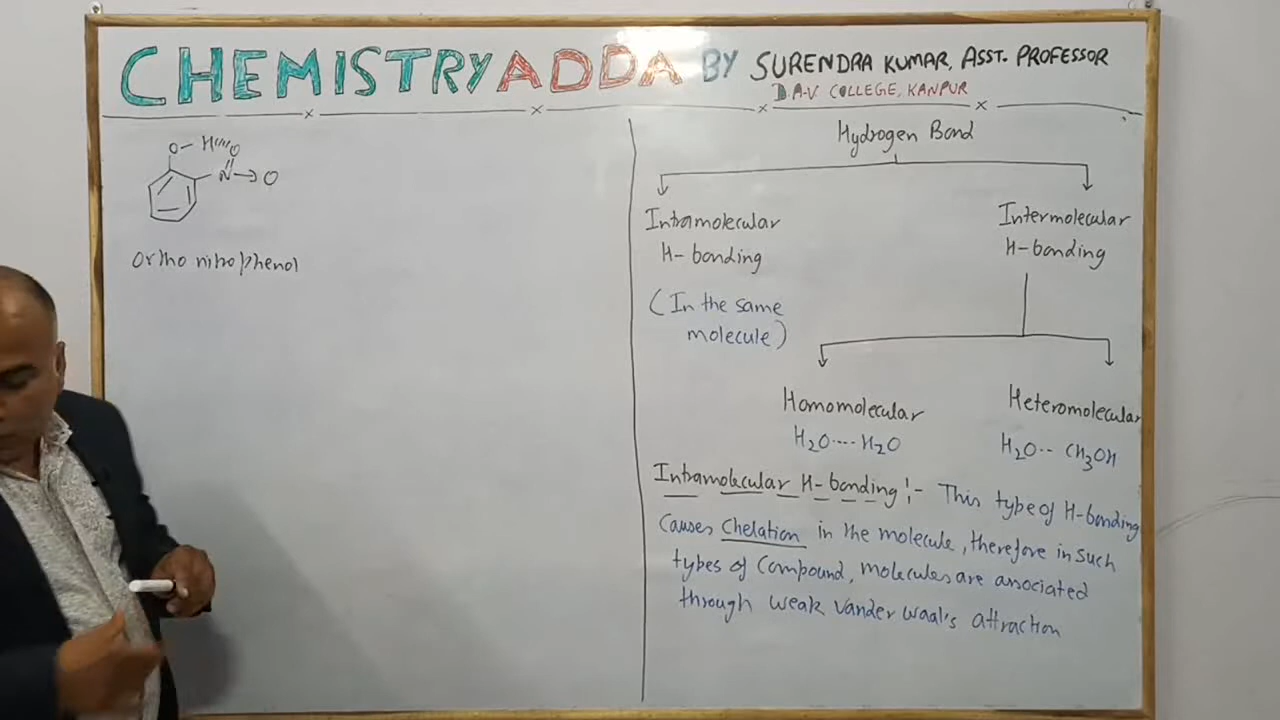 CHEMISTRY ADDA BY SURENDRA KUMAR, ASST. PROFESSOR
D.A.V. COLLEGE, KANPUR
O-H O
N→O
Ortho nitrophenol
Hydrogen Bond
Intramolecular
H-bonding
(In the same
molecule)
Intermolecular
H-bonding
Homomolecular
H₂O----H₂O
Heteromolecular
H₂O-- CH₃OH
Intramolecular H-bonding:- This type of H-bonding
causes Chelation in the molecule, therefore in such
types of compound, molecules are associated
through weak vander waal's attraction